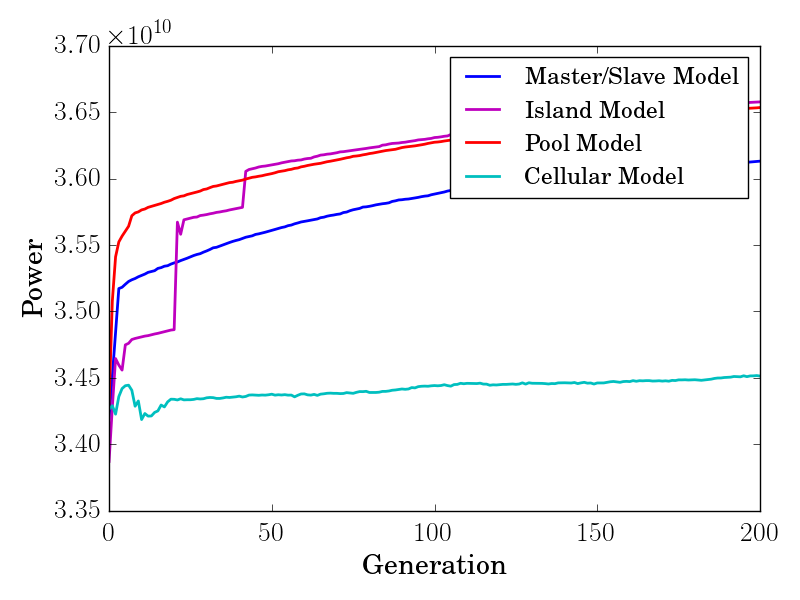 ×10^10
3.70
3.65
3.60
3.55
3.50
3.45
3.40
3.35
Power
Master/Slave Model
Island Model
Pool Model
Cellular Model
0 50 100 150 200
Generation